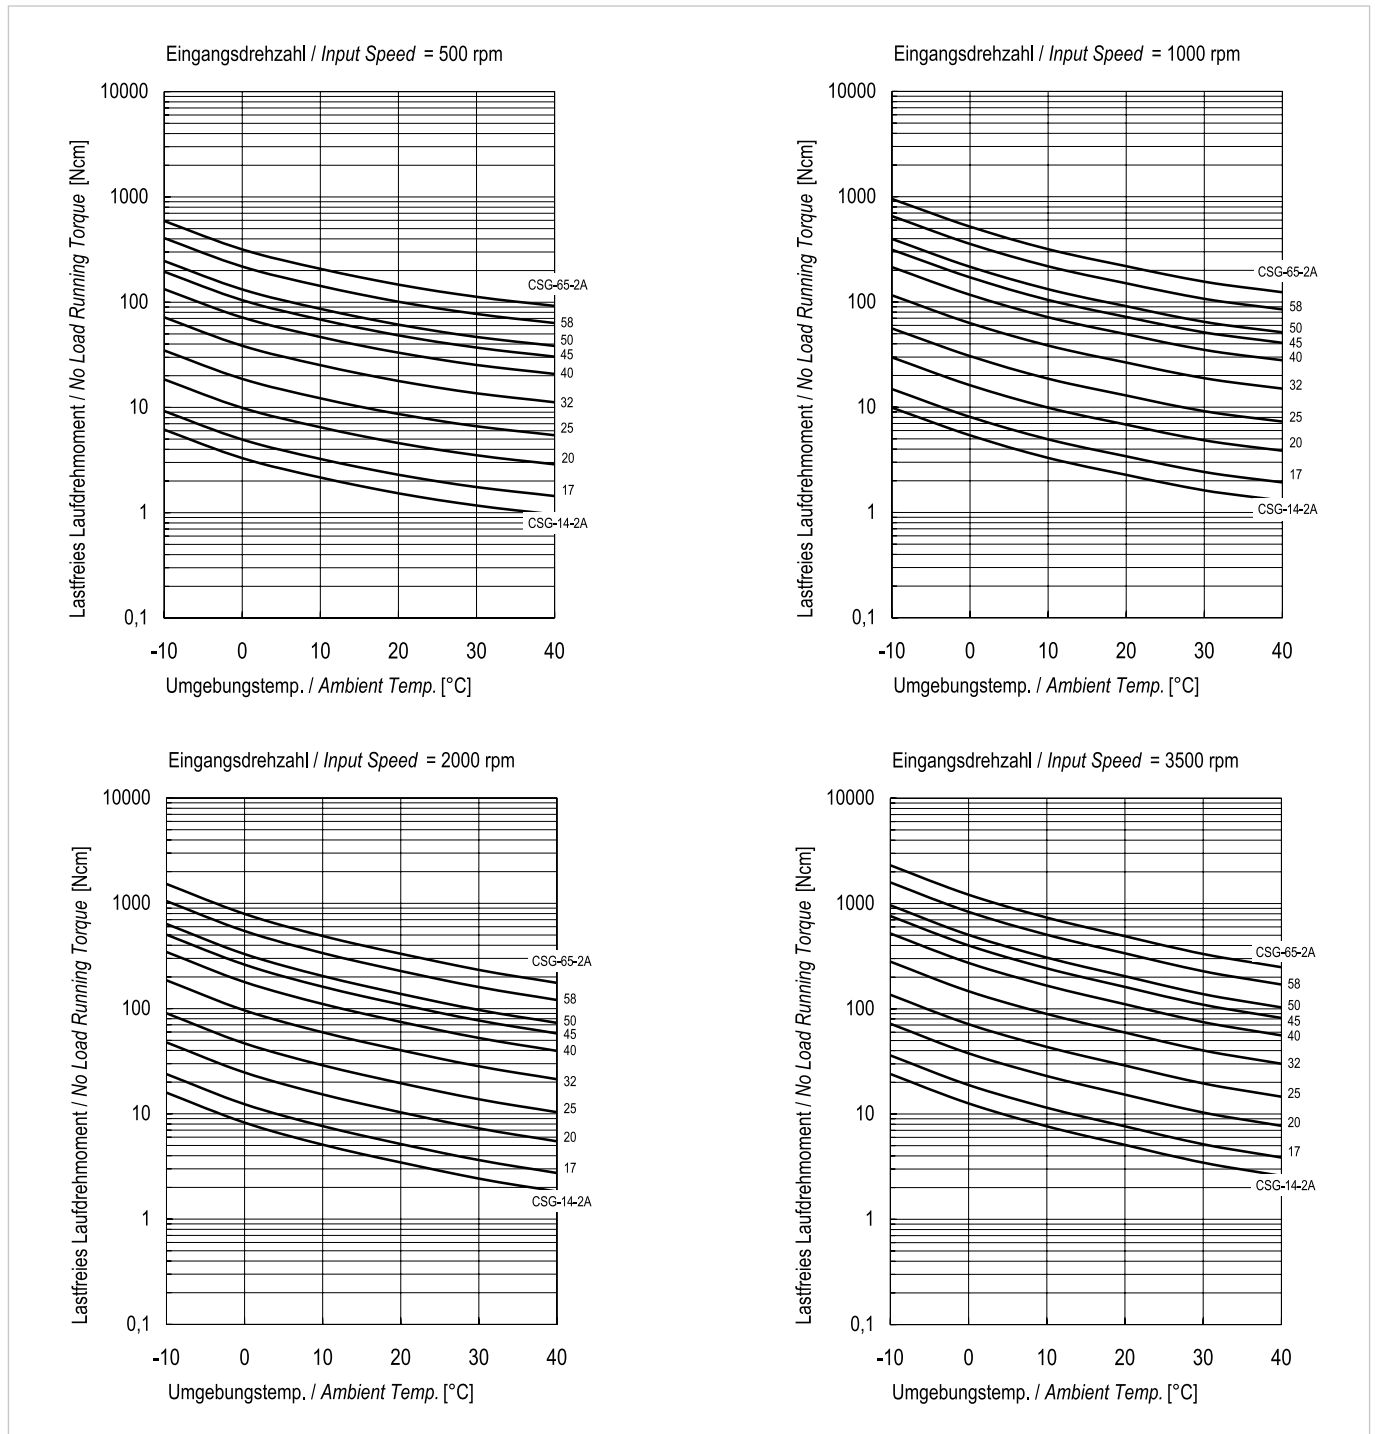 Eingangsdrehzahl / Input Speed = 500 rpm
10000
1000
100
10
1
0,1
Lastfreies Laufdrehmoment / No Load Running Torque [Ncm]
CSG-65-2A
58
50
45
40
32
25
20
17
CSG-14-2A
-10 0 10 20 30 40
Umgebungstemp. / Ambient Temp. [°C]
Eingangsdrehzahl / Input Speed = 1000 rpm
10000
1000
100
10
1
0,1
Lastfreies Laufdrehmoment / No Load Running Torque [Ncm]
CSG-65-2A
58
50
45
40
32
25
20
17
CSG-14-2A
-10 0 10 20 30 40
Umgebungstemp. / Ambient Temp. [°C]
Eingangsdrehzahl / Input Speed = 2000 rpm
10000
1000
100
10
1
0,1
Lastfreies Laufdrehmoment / No Load Running Torque [Ncm]
CSG-65-2A
58
50
45
40
32
25
20
17
CSG-14-2A
-10 0 10 20 30 40
Umgebungstemp. / Ambient Temp. [°C]
Eingangsdrehzahl / Input Speed = 3500 rpm
10000
1000
100
10
1
0,1
Lastfreies Laufdrehmoment / No Load Running Torque [Ncm]
CSG-65-2A
58
50
45
40
32
25
20
17
CSG-14-2A
-10 0 10 20 30 40
Umgebungstemp. / Ambient Temp. [°C]